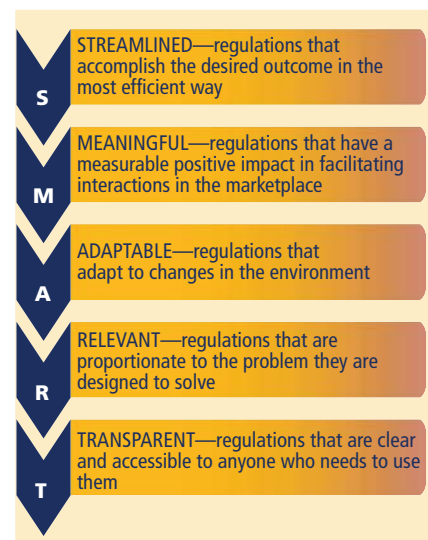 S
STREAMLINED—regulations that
accomplish the desired outcome in the
most efficient way
M
MEANINGFUL—regulations that have a
measurable positive impact in facilitating
interactions in the marketplace
A
ADAPTABLE—regulations that
adapt to changes in the environment
R
RELEVANT—regulations that are
proportionate to the problem they are
designed to solve
T
TRANSPARENT—regulations that are clear
and accessible to anyone who needs to use
them